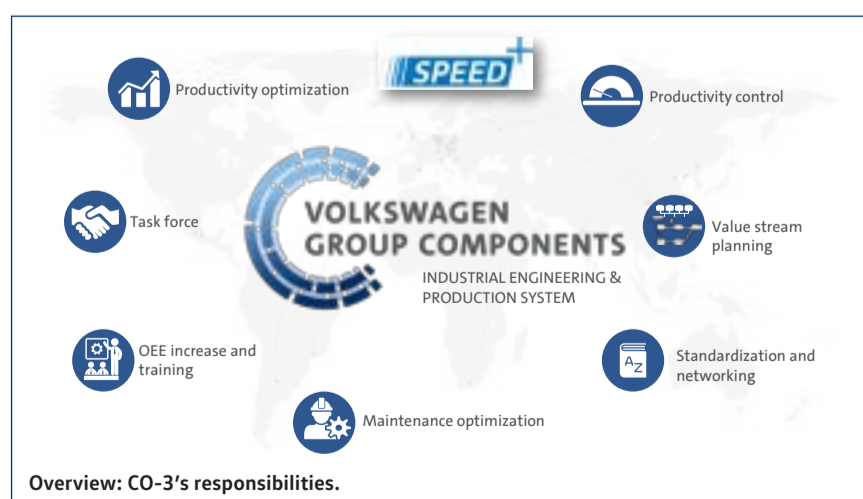 SPEED+
Productivity optimization
Productivity control
Task force
VOLKSWAGEN
GROUP COMPONENTS
INDUSTRIAL ENGINEERING &
PRODUCTION SYSTEM
Value stream
planning
OEE increase and
training
A
Z
Standardization and
networking
Maintenance optimization
Overview: CO-3's responsibilities.